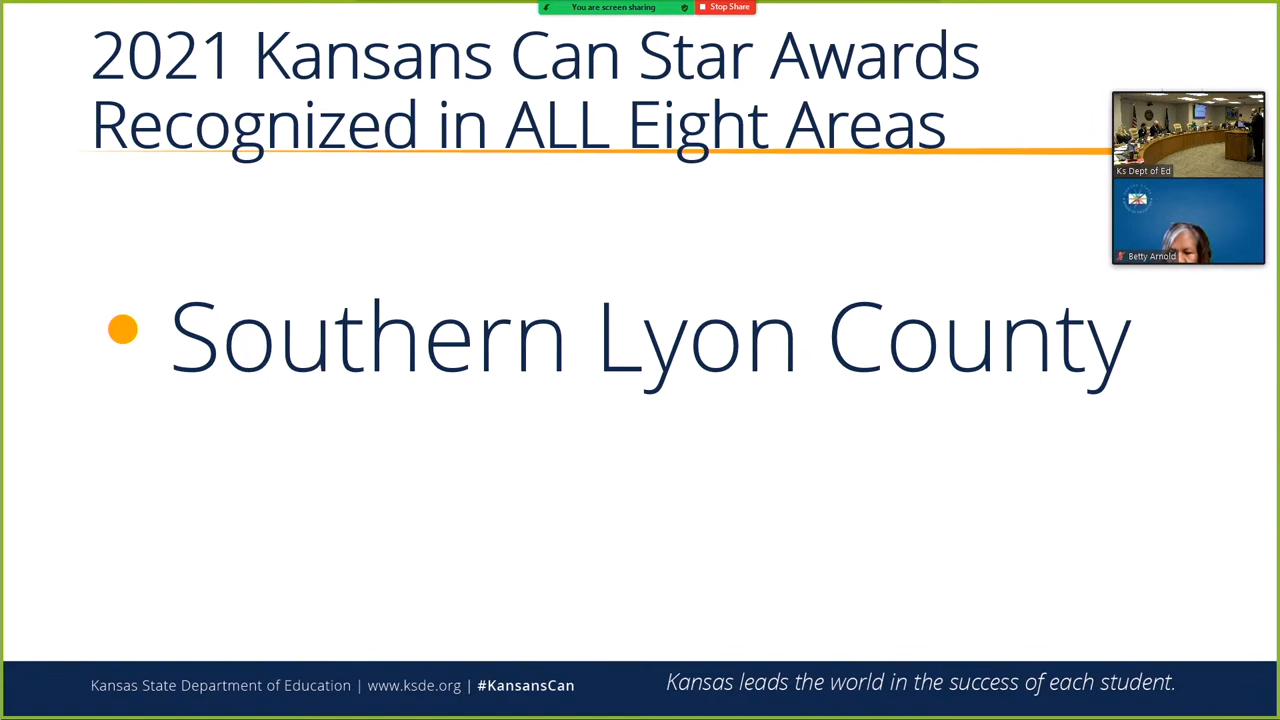 You are screen sharing
Stop Share
2021 Kansans Can Star Awards
Recognized in ALL Eight Areas
Ks Dept of Ed
Betty Arnold
• Southern Lyon County
Kansas State Department of Education | www.ksde.org | #KansansCan
Kansas leads the world in the success of each student.